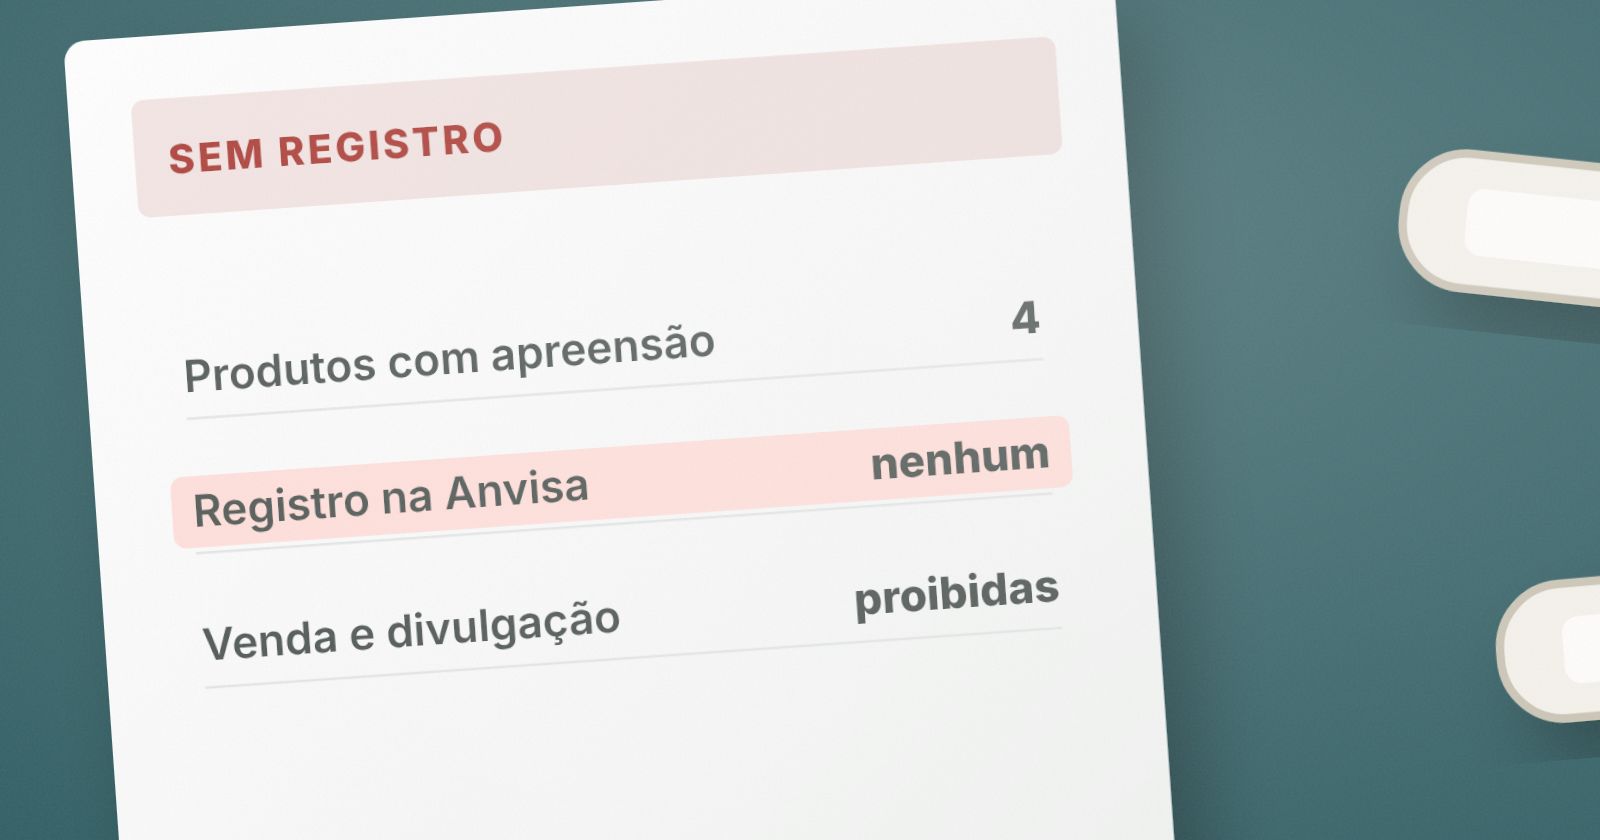 SEM REGISTRO
Produtos com apreensão 4
Registro na Anvisa nenhum
Venda e divulgação proibidas